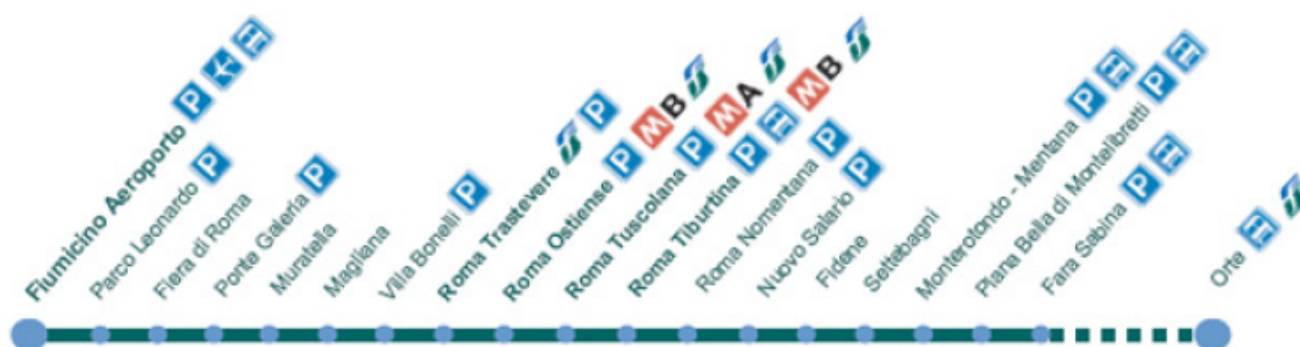 Fiumicino Aeroporto P
Parco Leonardo P
Fiera di Roma
Ponte Galeria P
Muratella
Magliana
Villa Bonelli P
Roma Trastevere P
Roma Ostiense P M B
Roma Tuscolana P M A
Roma Tiburtina P M B
Roma Nomentana P
Nuovo Salario P
Fidene
Settebagni
Monterotondo - Mentana P
Piana Bella di Montelibretti P
Fara Sabina P
Orte